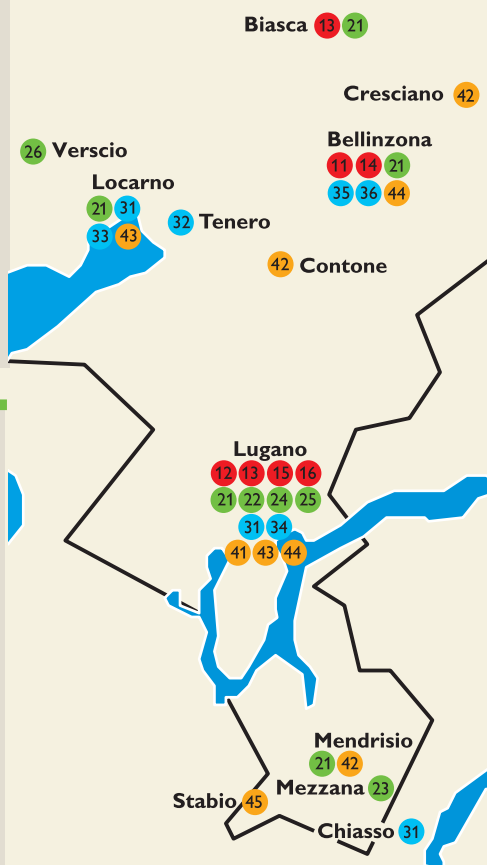 Biasca 13 21
Cresciano 42
Bellinzona
11 14 21
35 36 44
26 Verscio
Locarno
21 31
33 43
32 Tenero
42 Contone
Lugano
12 13 15 16
21 22 24 25
31 34
41 43 44
Mendrisio
21 42
Mezzana 23
Stabio 45
Chiasso 31